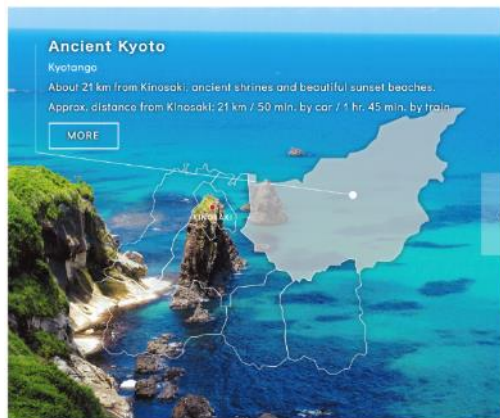 Ancient Kyoto
Kyotango
About 21 km from Kinosaki; ancient shrines and beautiful sunset beaches.
Approx. distance from Kinosaki: 21 km / 50 min. by car / 1 hr. 45 min. by train
MORE
KINOSAKI